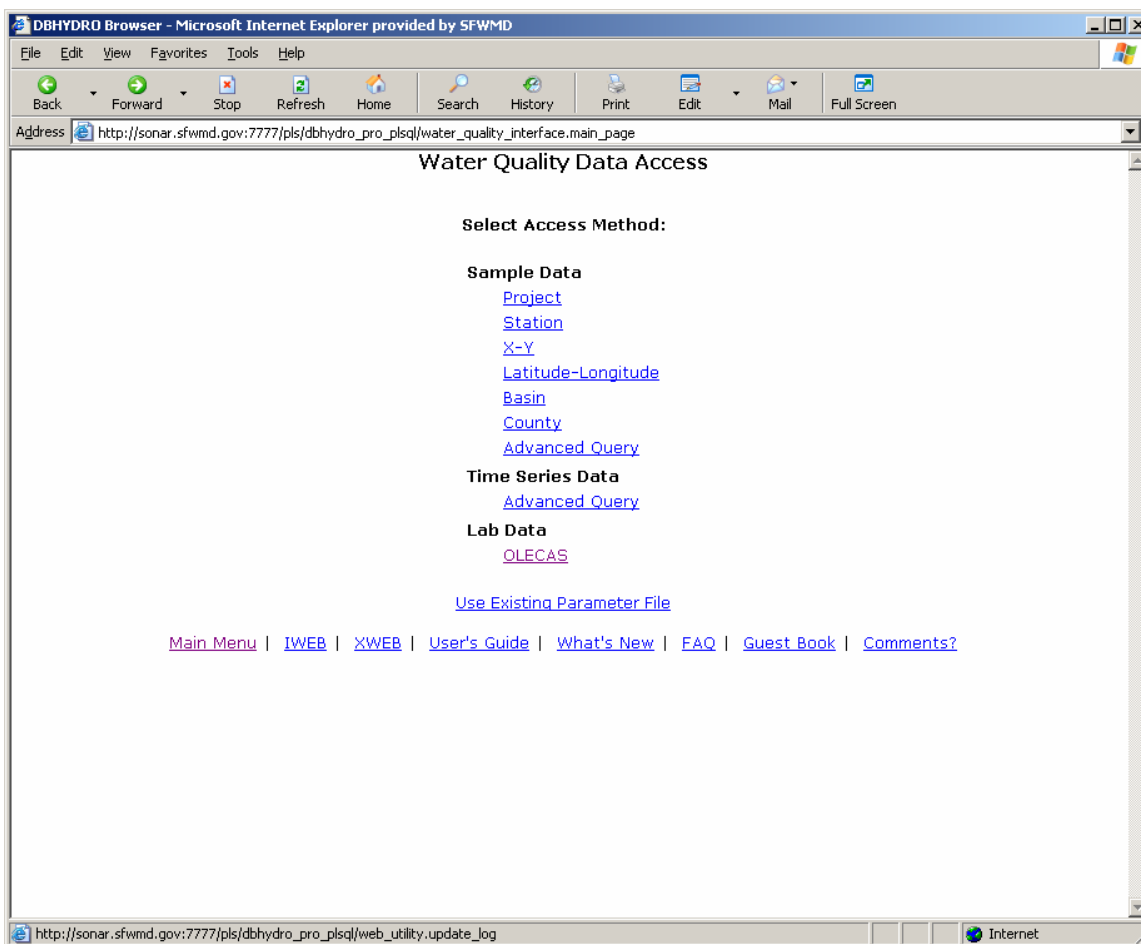 DBHYDRO Browser - Microsoft Internet Explorer provided by SFWMD
File Edit View Favorites Tools Help
Back Forward Stop Refresh Home Search History Print Edit Mail Full Screen
Address http://sonar.sfwmd.gov:7777/pls/dbhydro_pro_plsql/water_quality_interface.main_page
Water Quality Data Access
Select Access Method:
Sample Data
Project
Station
X-Y
Latitude-Longitude
Basin
County
Advanced Query
Time Series Data
Advanced Query
Lab Data
OLECAS
Use Existing Parameter File
Main Menu | IWEB | XWEB | User's Guide | What's New | FAQ | Guest Book | Comments?
http://sonar.sfwmd.gov:7777/pls/dbhydro_pro_plsql/web_utility.update_log Internet